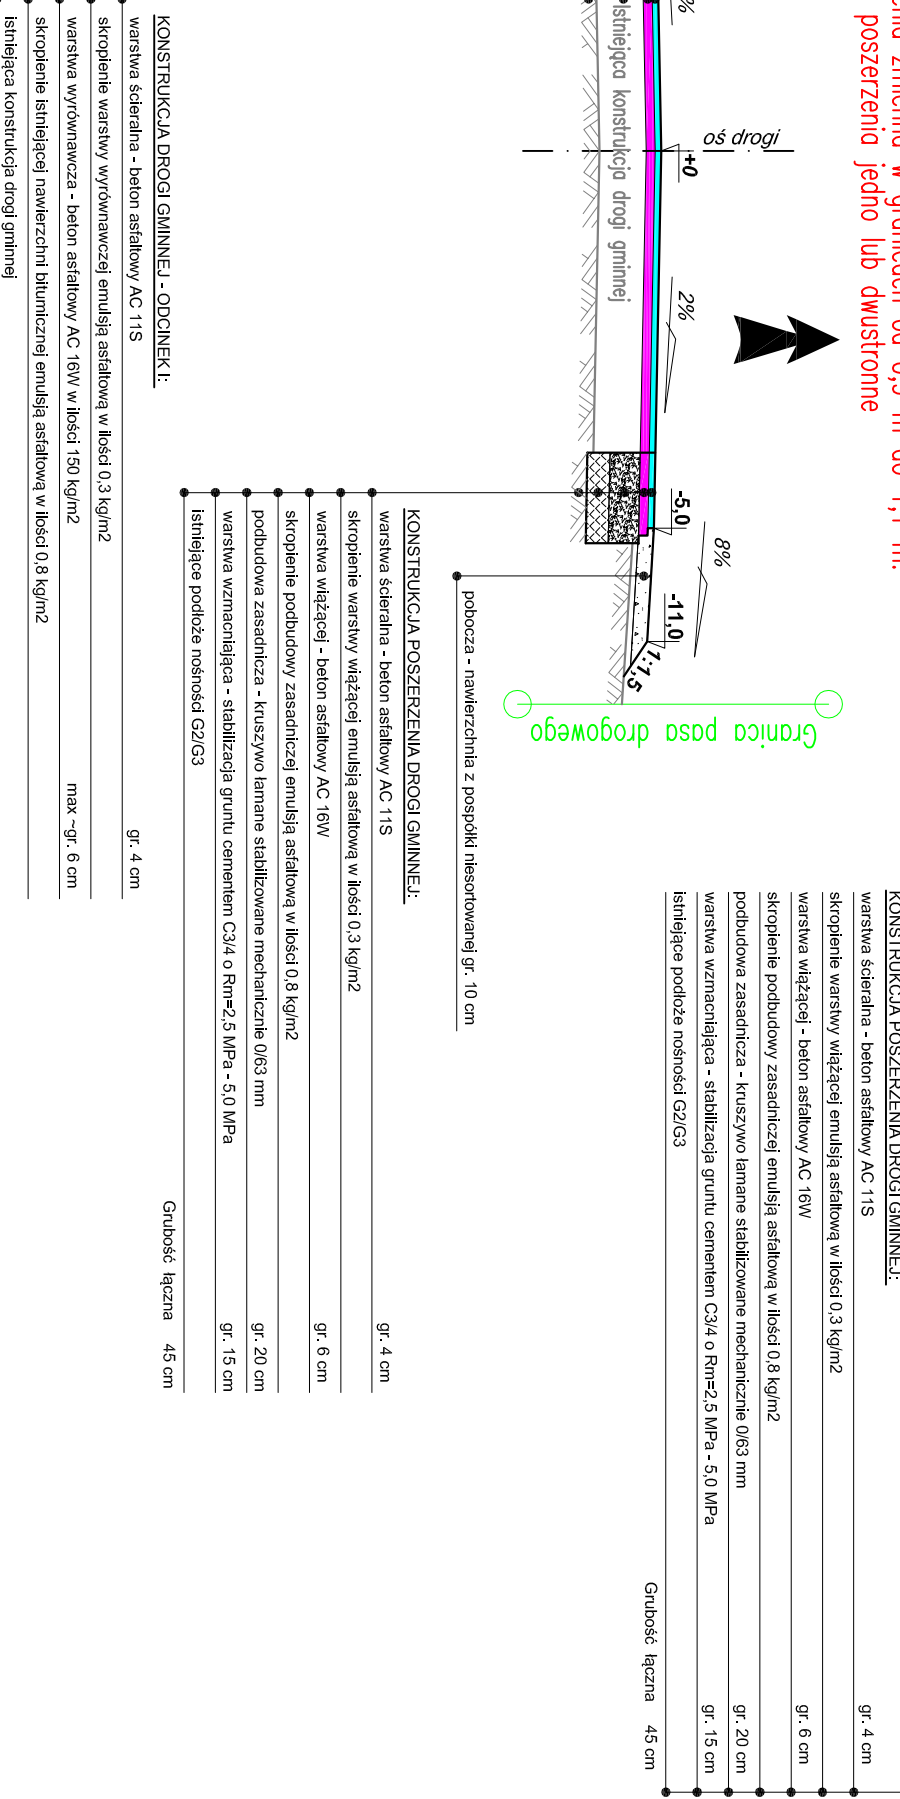 poszerzenia jedno lub dwustronne
oś drogi
+0
2%
-5,0
8%
-11,0
1:1,5
Istniejąca konstrukcja drogi gminnej
Granica pasa drogowego
KONSTRUKCJA POSZERZENIA DROGI GMINNEJ:
warstwa ścieralna - beton asfaltowy AC 11S gr. 4 cm
skropienie warstwy wiążącej emulsją asfaltową w ilości 0,3 kg/m2
warstwa wiążącej - beton asfaltowy AC 16W gr. 6 cm
skropienie podbudowy zasadniczej emulsją asfaltową w ilości 0,8 kg/m2
podbudowa zasadnicza - kruszywo łamane stabilizowane mechanicznie 0/63 mm gr. 20 cm
warstwa wzmacniająca - stabilizacja gruntu cementem C3/4 o Rm=2,5 MPa - 5,0 MPa gr. 15 cm
istniejące podłoże nośności G2/G3
Grubość łączna 45 cm
pobocza - nawierzchnia z pospółki niesortowanej gr. 10 cm
KONSTRUKCJA POSZERZENIA DROGI GMINNEJ:
warstwa ścieralna - beton asfaltowy AC 11S gr. 4 cm
skropienie warstwy wiążącej emulsją asfaltową w ilości 0,3 kg/m2
warstwa wiążącej - beton asfaltowy AC 16W gr. 6 cm
skropienie podbudowy zasadniczej emulsją asfaltową w ilości 0,8 kg/m2
podbudowa zasadnicza - kruszywo łamane stabilizowane mechanicznie 0/63 mm gr. 20 cm
warstwa wzmacniająca - stabilizacja gruntu cementem C3/4 o Rm=2,5 MPa - 5,0 MPa gr. 15 cm
istniejące podłoże nośności G2/G3
Grubość łączna 45 cm
KONSTRUKCJA DROGI GMINNEJ - ODCINEK I:
warstwa ścieralna - beton asfaltowy AC 11S gr. 4 cm
skropienie warstwy wyrównawczej emulsją asfaltową w ilości 0,3 kg/m2
warstwa wyrównawcza - beton asfaltowy AC 16W w ilości 150 kg/m2 max ~gr. 6 cm
skropienie istniejącej nawierzchni bitumicznej emulsją asfaltową w ilości 0,8 kg/m2
istniejąca konstrukcja drogi gminnej